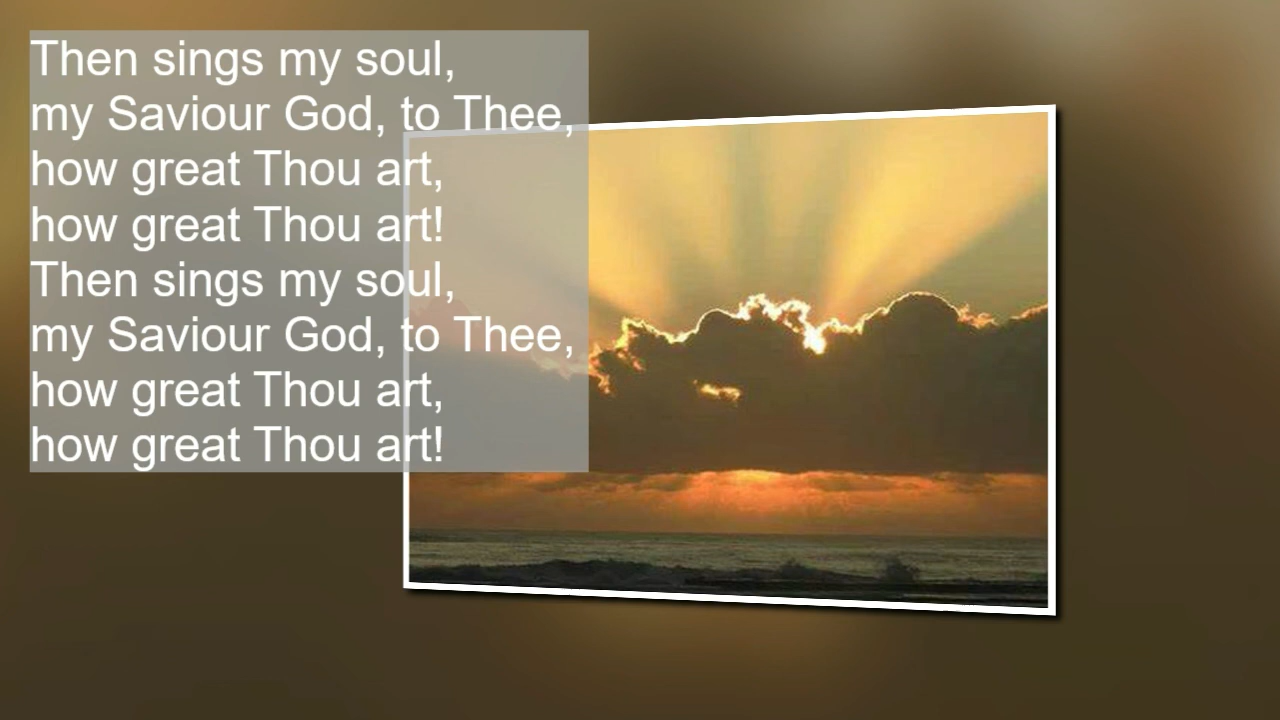 Then sings my soul,
my Saviour God, to Thee,
how great Thou art,
how great Thou art!
Then sings my soul,
my Saviour God, to Thee,
how great Thou art,
how great Thou art!